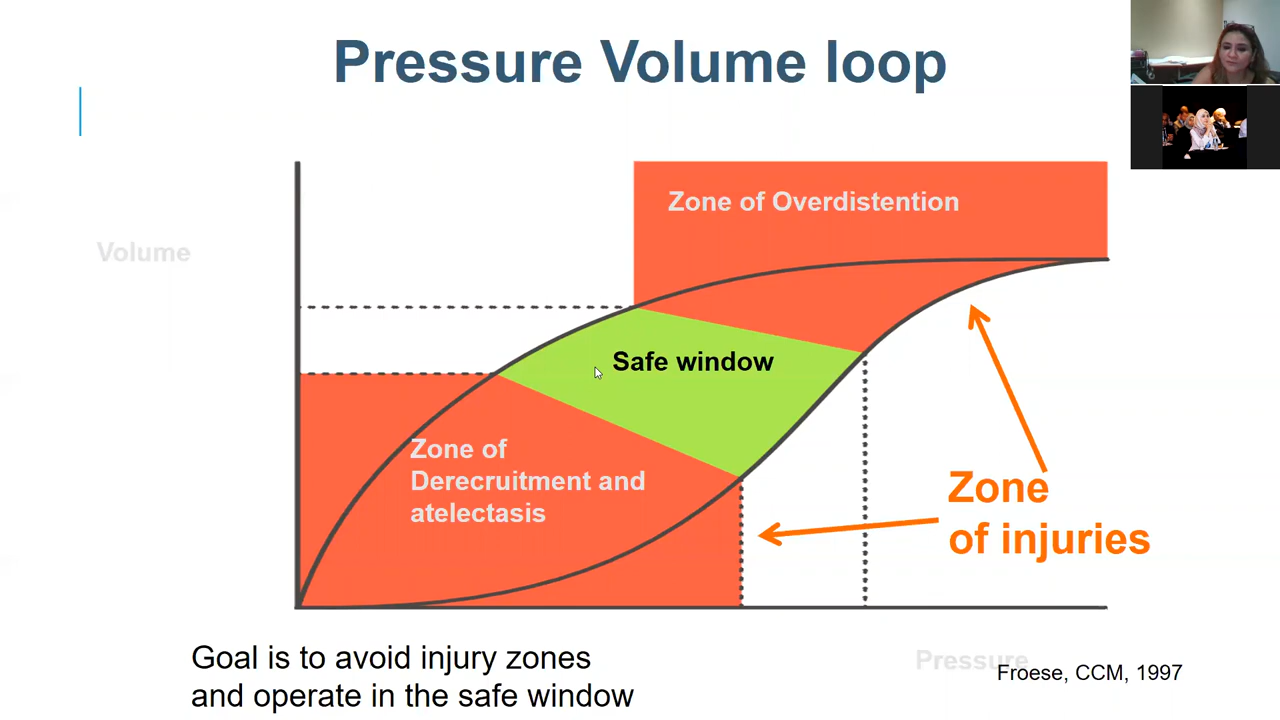 Pressure Volume loop
Zone of Overdistention
Volume
Safe window
Zone of
Derecruitment and
atelectasis
Zone
of injuries
Goal is to avoid injury zones
and operate in the safe window
Pressure
Froese, CCM, 1997